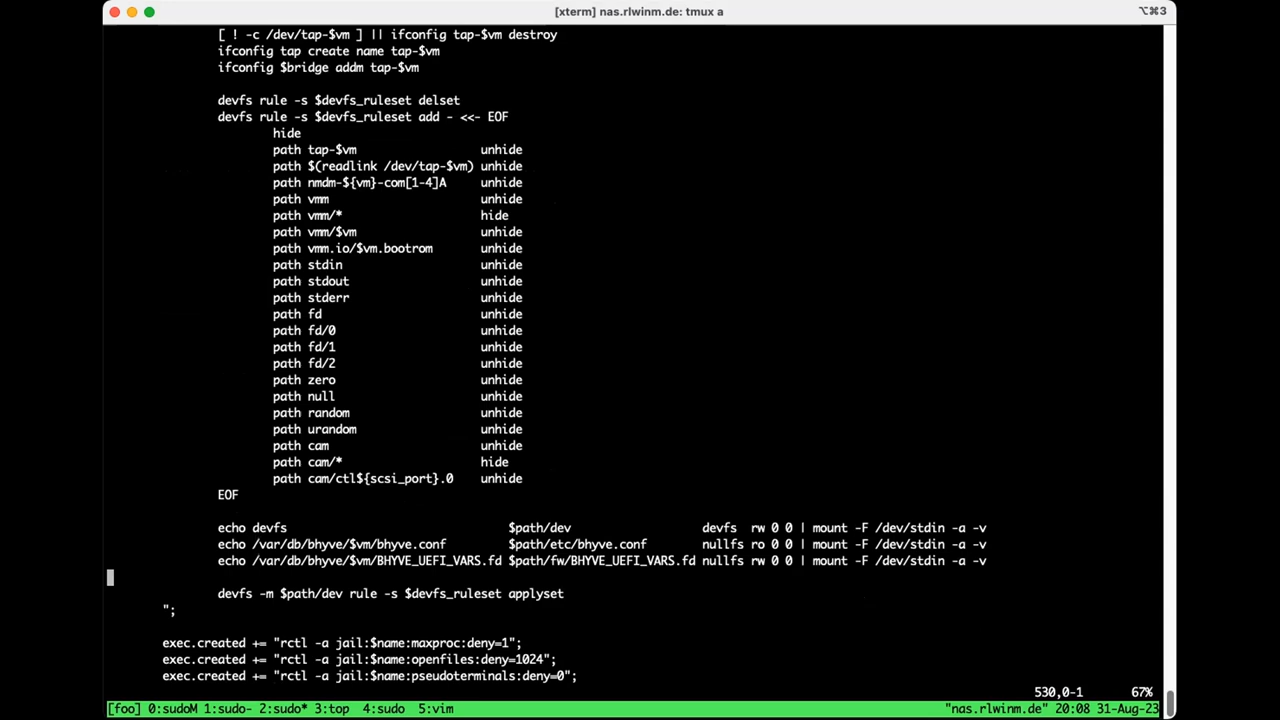 [xterm] nas.rlwinm.de: tmux a
⌥⌘3
[ ! -c /dev/tap-$vm ] || ifconfig tap-$vm destroy
ifconfig tap create name tap-$vm
ifconfig $bridge addm tap-$vm
devfs rule -s $devfs_ruleset delset
devfs rule -s $devfs_ruleset add - <<- EOF
hide
path tap-$vm unhide
path $(readlink /dev/tap-$vm) unhide
path nmdm-${vm}-com[1-4]A unhide
path vmm unhide
path vmm/* hide
path vmm/$vm unhide
path vmm.io/$vm.bootrom unhide
path stdin unhide
path stdout unhide
path stderr unhide
path fd unhide
path fd/0 unhide
path fd/1 unhide
path fd/2 unhide
path zero unhide
path null unhide
path random unhide
path urandom unhide
path cam unhide
path cam/* hide
path cam/ctl${scsi_port}.0 unhide
EOF
echo devfs $path/dev devfs rw 0 0 | mount -F /dev/stdin -a -v
echo /var/db/bhyve/$vm/bhyve.conf $path/etc/bhyve.conf nullfs ro 0 0 | mount -F /dev/stdin -a -v
echo /var/db/bhyve/$vm/BHYVE_UEFI_VARS.fd $path/fw/BHYVE_UEFI_VARS.fd nullfs rw 0 0 | mount -F /dev/stdin -a -v
devfs -m $path/dev rule -s $devfs_ruleset applyset
";
exec.created += "rctl -a jail:$name:maxproc:deny=1";
exec.created += "rctl -a jail:$name:openfiles:deny=1024";
exec.created += "rctl -a jail:$name:pseudoterminals:deny=0";
530,0-1 67%
[foo] 0:sudoM 1:sudo- 2:sudo* 3:top 4:sudo 5:vim "nas.rlwinm.de" 20:08 31-Aug-23